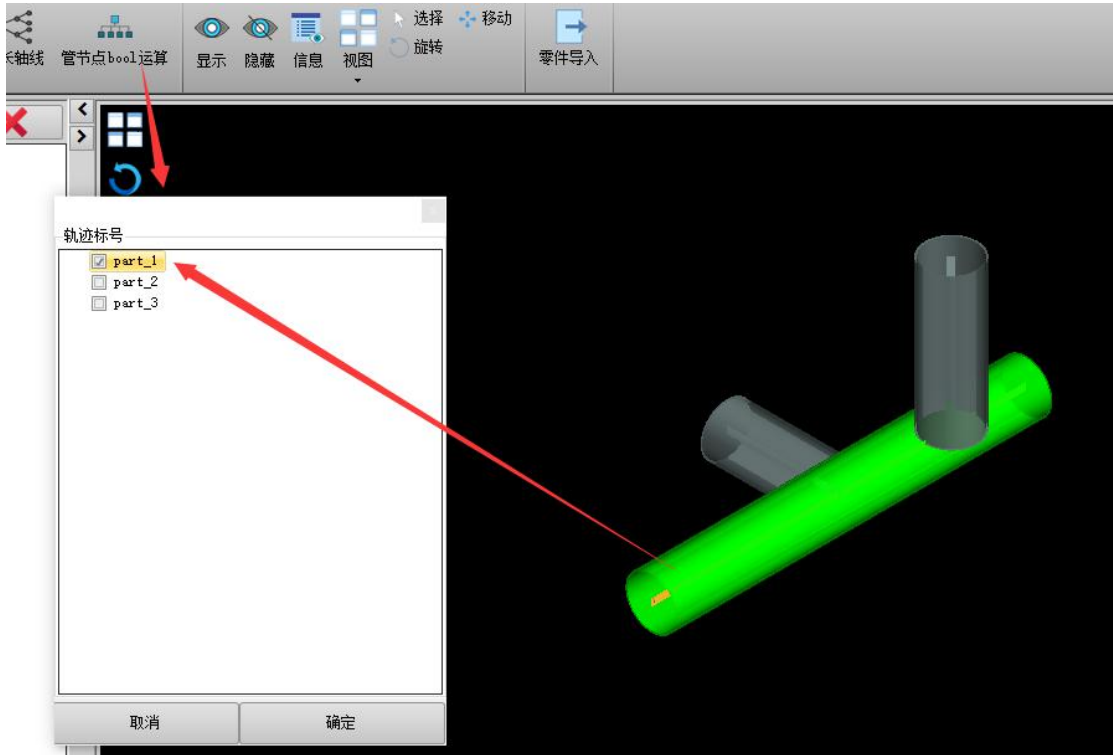 选择 移动
旋转
长轴线 管节点bool运算 显示 隐藏 信息 视图 零件导入
轨迹标号
part_1
part_2
part_3
取消 确定